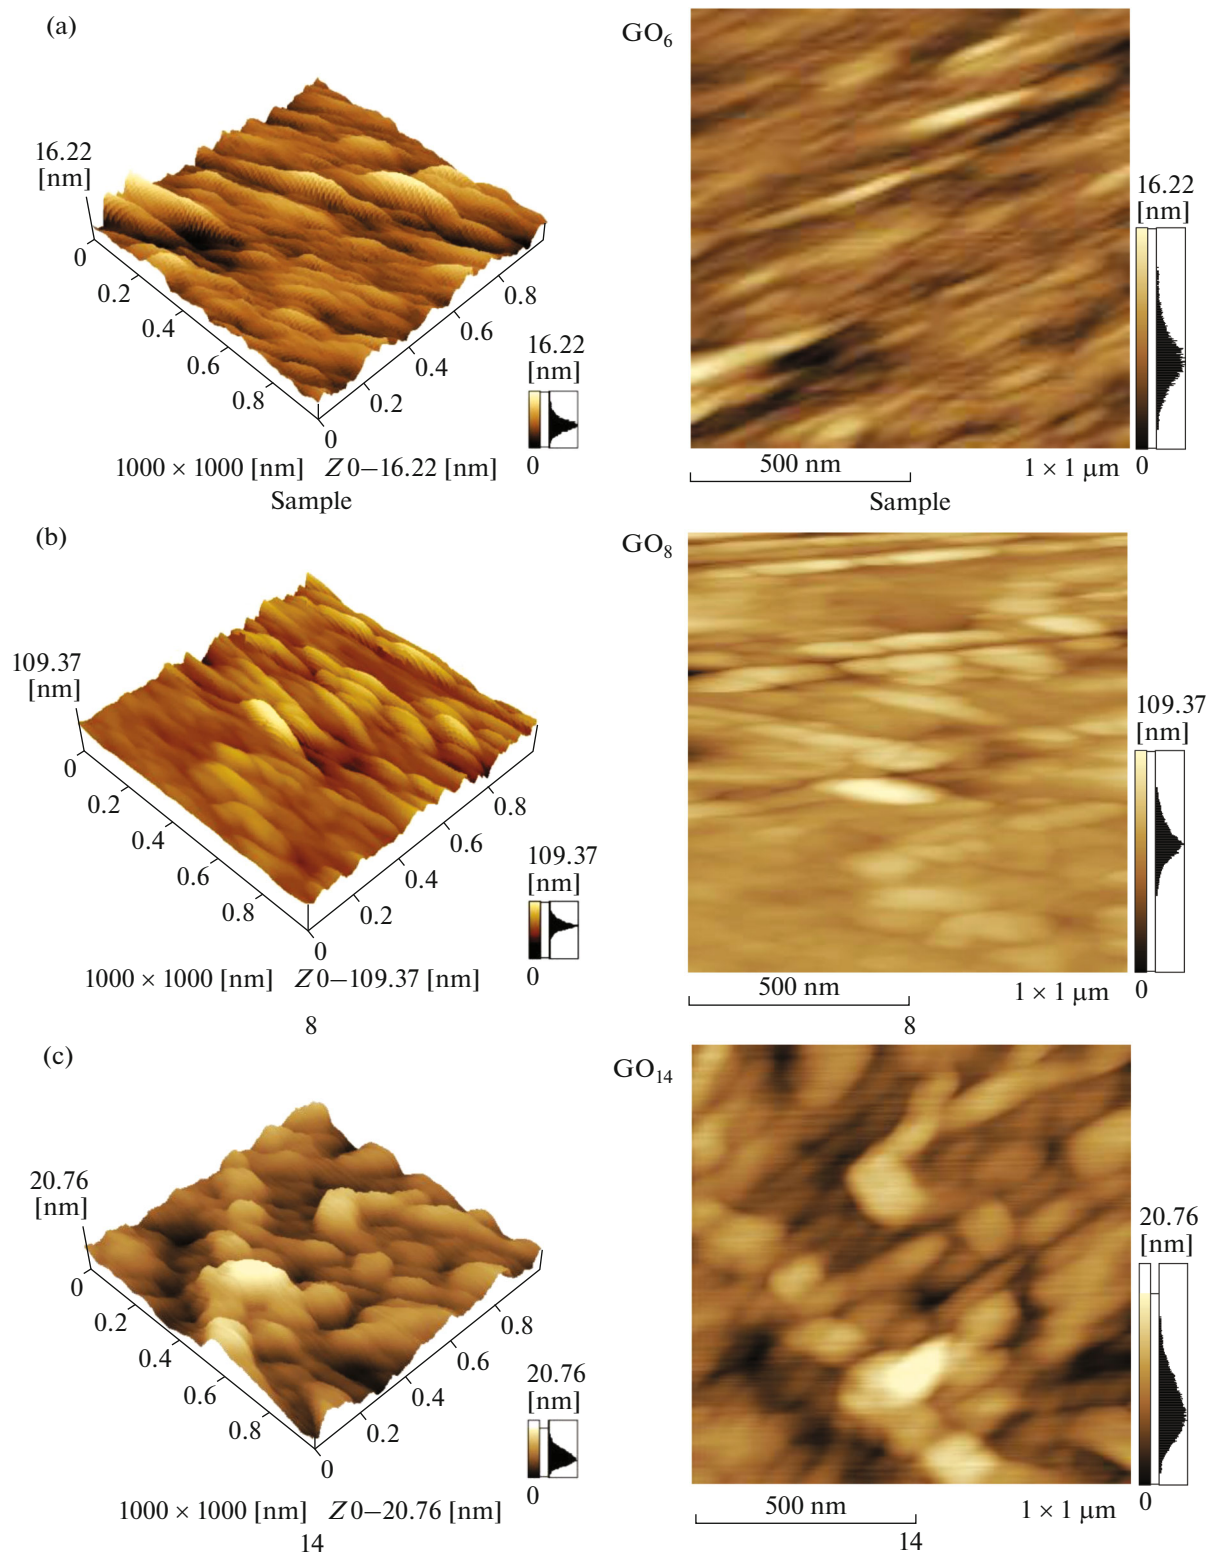 (a)
GO₆
16.22
[nm]
0
0.2
0.4
0.6
0.8
0
0.2
0.4
0.6
0.8
16.22
[nm]
0
1000 × 1000 [nm] Z 0–16.22 [nm]
Sample
16.22
[nm]
0
500 nm
1 × 1 μm
Sample
(b)
GO₈
109.37
[nm]
0
0.2
0.4
0.6
0.8
0
0.2
0.4
0.6
0.8
109.37
[nm]
0
1000 × 1000 [nm] Z 0–109.37 [nm]
8
109.37
[nm]
0
500 nm
1 × 1 μm
8
(c)
GO₁₄
20.76
[nm]
0
0.2
0.4
0.6
0.8
0
0.2
0.4
0.6
0.8
20.76
[nm]
0
1000 × 1000 [nm] Z 0–20.76 [nm]
14
20.76
[nm]
0
500 nm
1 × 1 μm
14